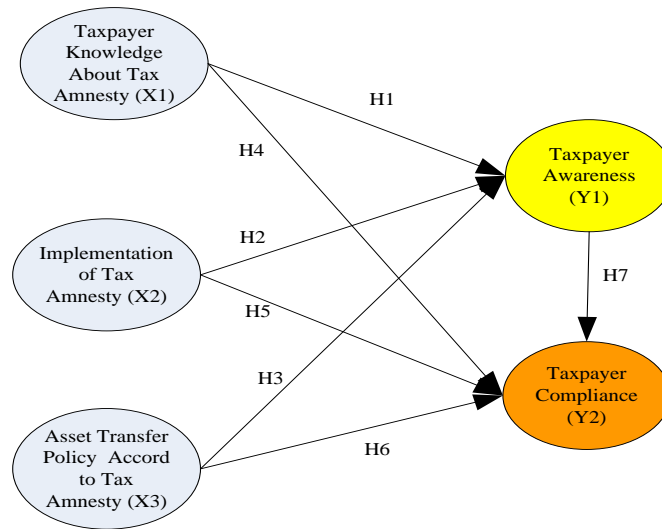 Taxpayer
Knowledge
About Tax
Amnesty (X1)
H1
H4
Taxpayer
Awareness
(Y1)
H2
Implementation
of Tax
Amnesty (X2)
H7
H5
H3
Taxpayer
Compliance
(Y2)
Asset Transfer
Policy Accord
to Tax
Amnesty (X3)
H6